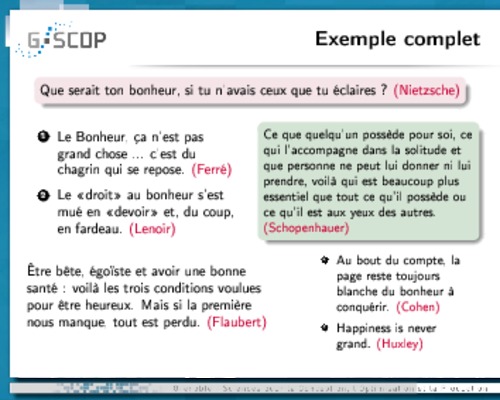 G-SCOP
Exemple complet
Que serait ton bonheur, si tu n'avais ceux que tu éclaires ? (Nietzsche)
1 Le Bonheur, ça n'est pas
grand chose ... c'est du
chagrin qui se repose. (Ferré)
2 Le «droit» au bonheur s'est
mué en «devoir» et, du coup,
en fardeau. (Lenoir)
Être bête, égoïste et avoir une bonne
santé : voilà les trois conditions voulues
pour être heureux. Mais si la première
nous manque, tout est perdu. (Flaubert)
Ce que quelqu'un possède pour soi, ce
qui l'accompagne dans la solitude et
que personne ne peut lui donner ni lui
prendre, voilà qui est beaucoup plus
essentiel que tout ce qu'il possède ou
ce qu'il est aux yeux des autres.
(Schopenhauer)
Au bout du compte, la
page reste toujours
blanche du bonheur à
conquérir. (Cohen)
Happiness is never
grand. (Huxley)